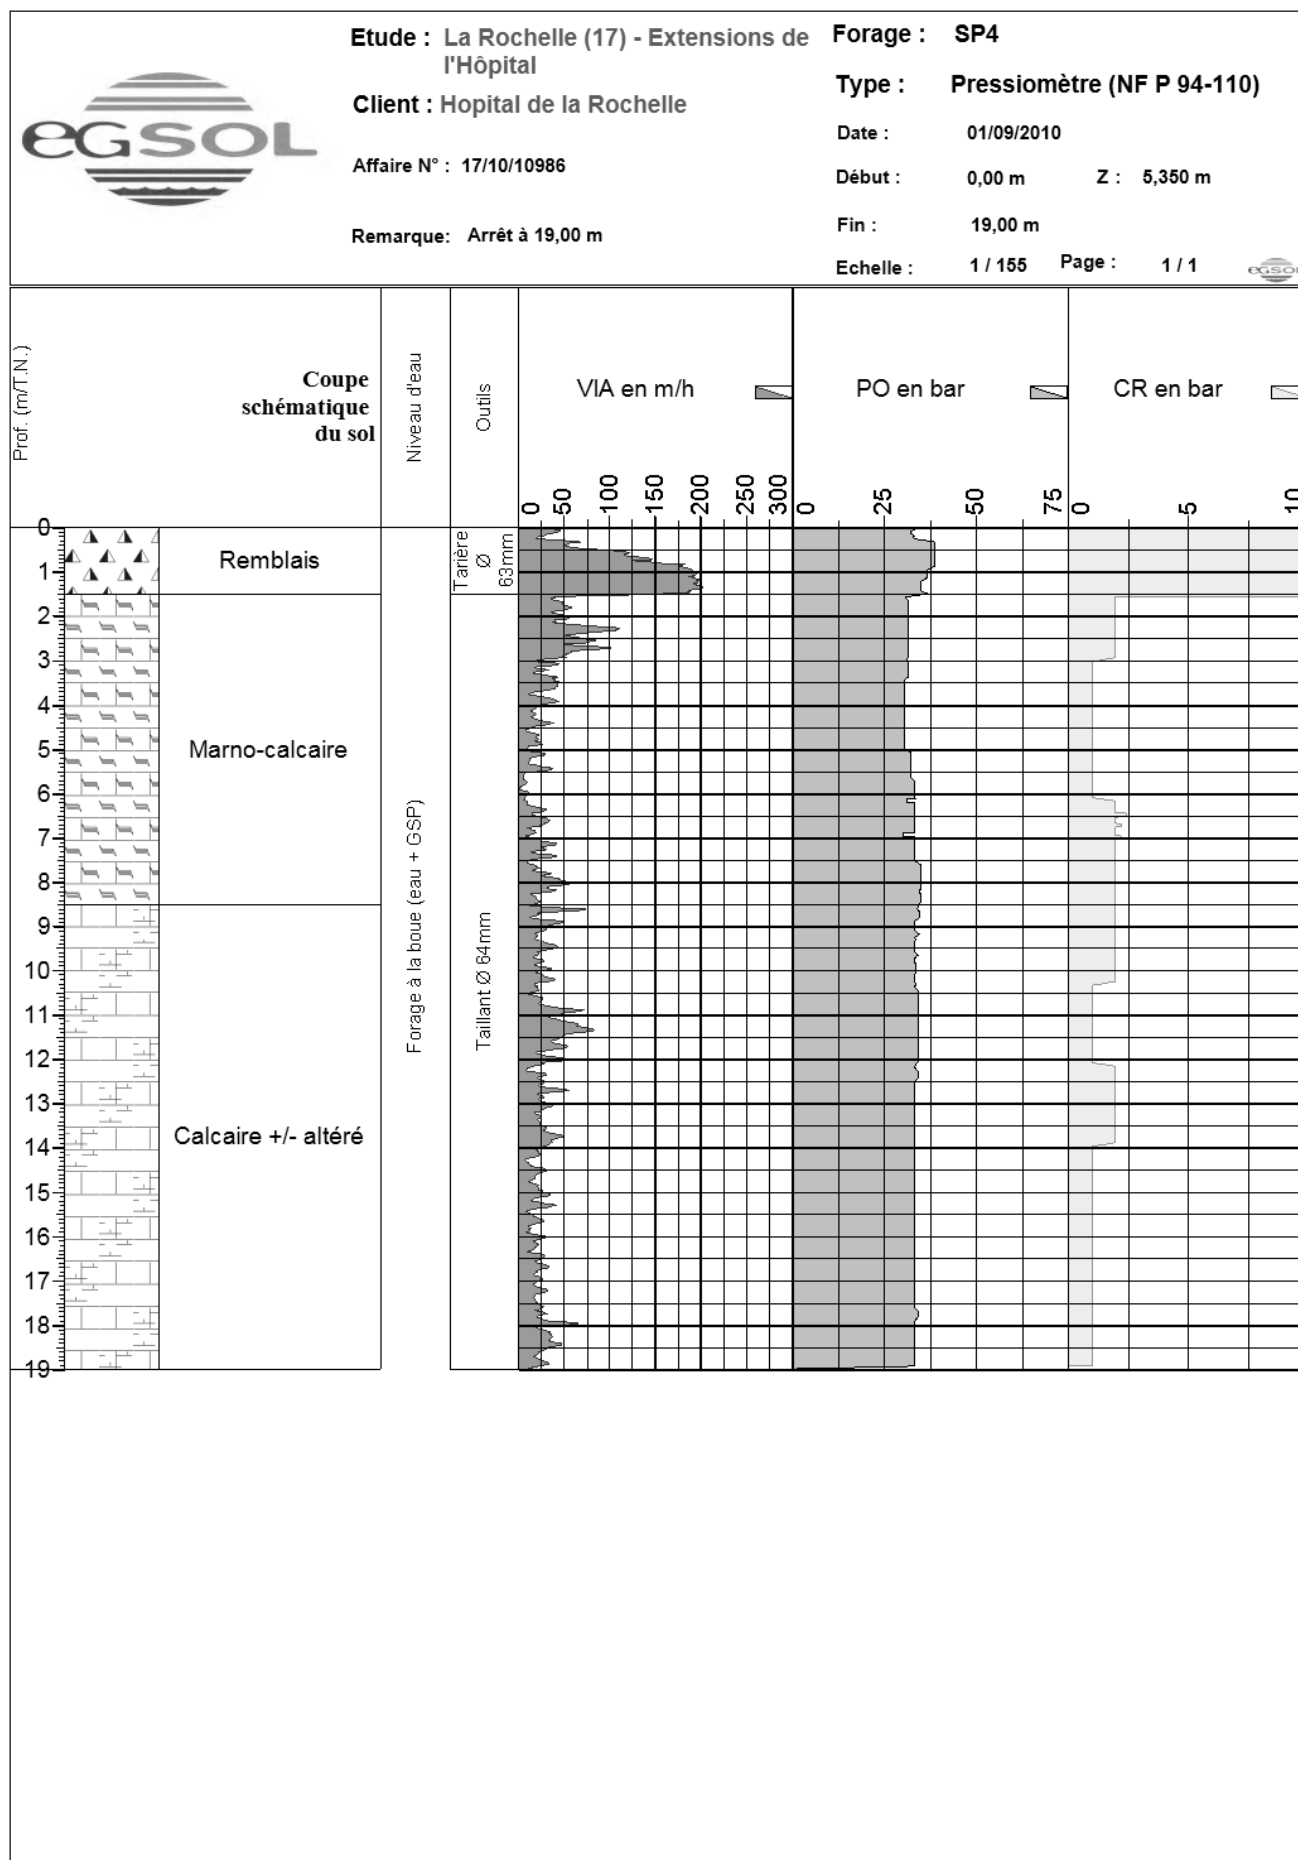 eGSOL
Etude : La Rochelle (17) - Extensions de
l'Hôpital
Client : Hopital de la Rochelle
Affaire N° : 17/10/10986
Remarque: Arrêt à 19,00 m
Forage : SP4
Type : Pressiomètre (NF P 94-110)
Date : 01/09/2010
Début : 0,00 m Z : 5,350 m
Fin : 19,00 m
Echelle : 1 / 155 Page : 1 / 1
eGSOL
Prof. (m/T.N.)
Coupe
schématique
du sol
Niveau d'eau
Outils
VIA en m/h
PO en bar
CR en bar
0 50 100 150 200 250 300
0 25 50 75
0 5 10
0
1
2
3
4
5
6
7
8
9
10
11
12
13
14
15
16
17
18
19
Remblais
Marno-calcaire
Calcaire +/- altéré
Forage à la boue (eau + GSP)
Tarière
Ø
63mm
Taillant Ø 64mm